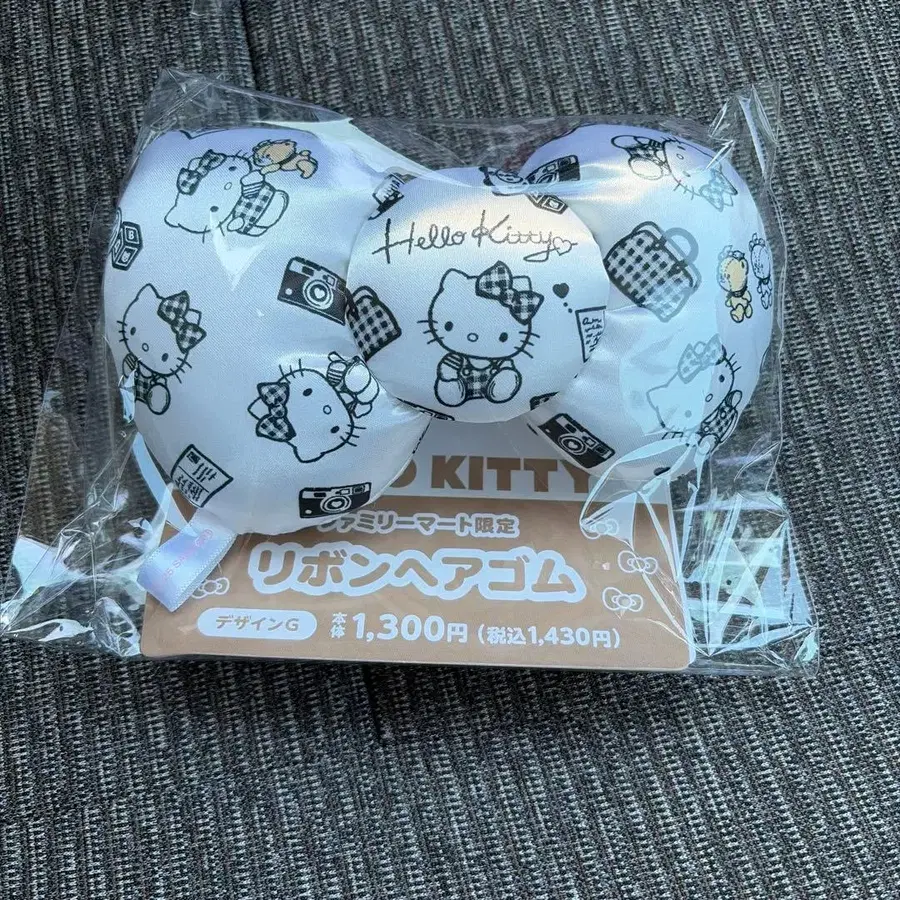 Hello Kitty
KITTY
ファミリーマート限定
リボンヘアゴム
デザインG 本体 1,300円 (税込1,430円)